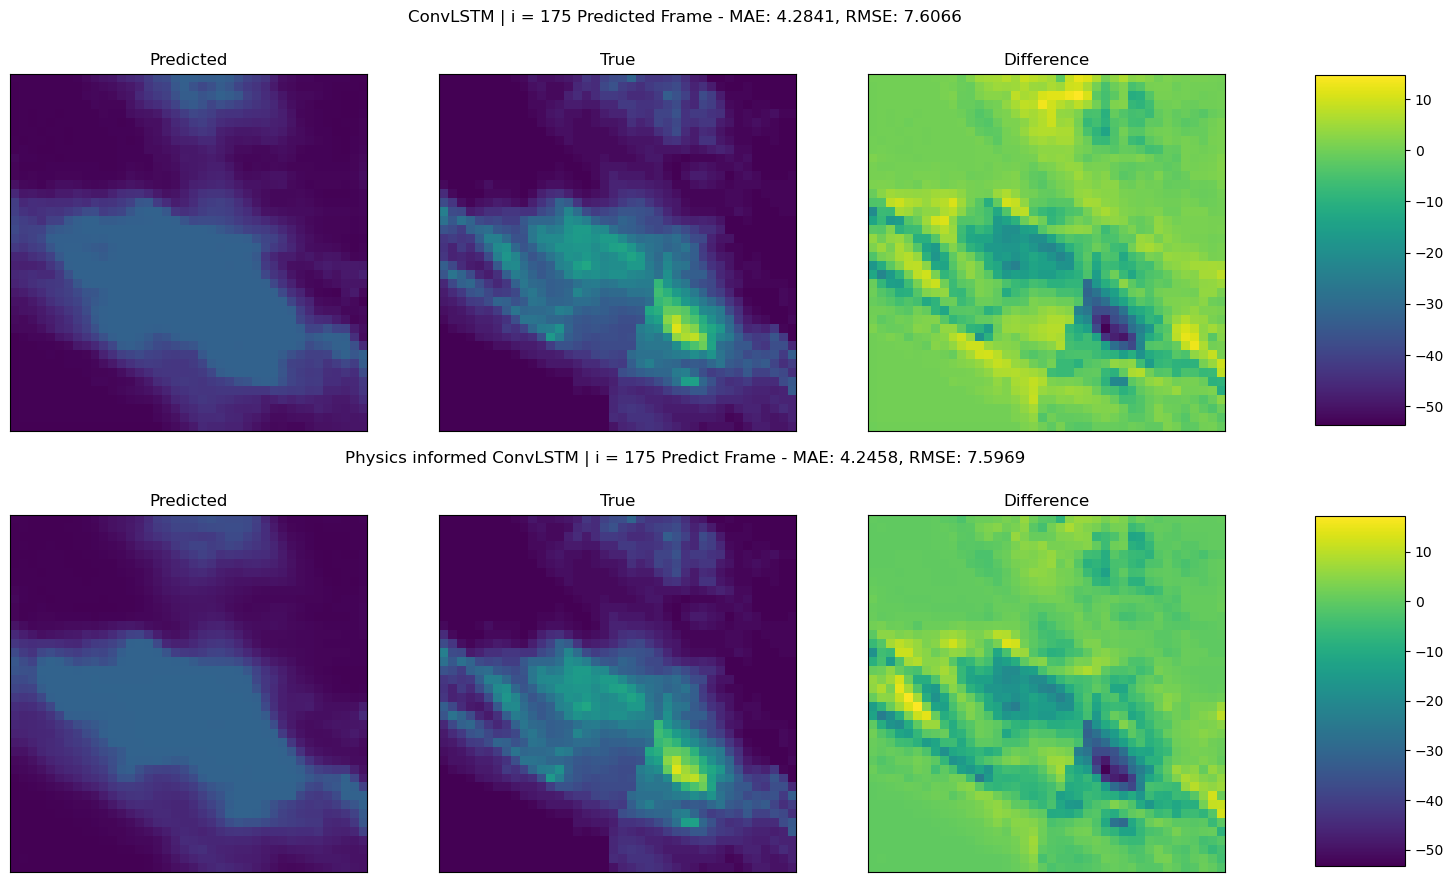 ConvLSTM | i = 175 Predicted Frame - MAE: 4.2841, RMSE: 7.6066
Predicted
True
Difference
10
0
−10
−20
−30
−40
−50
Physics informed ConvLSTM | i = 175 Predict Frame - MAE: 4.2458, RMSE: 7.5969
Predicted
True
Difference
10
0
−10
−20
−30
−40
−50